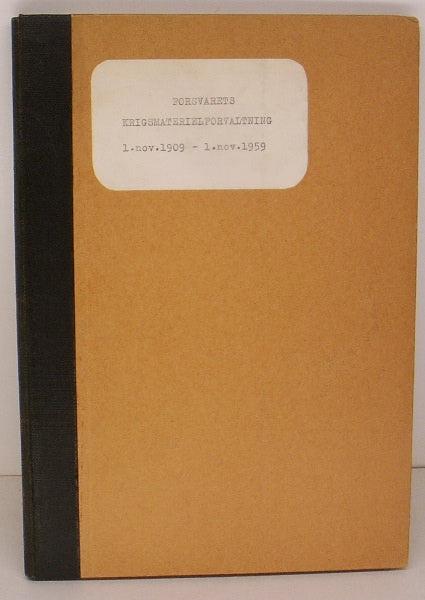 FORSVARETS
KRIGSMATERIELFORVALTNING
1.nov.1909 - 1.nov.1959